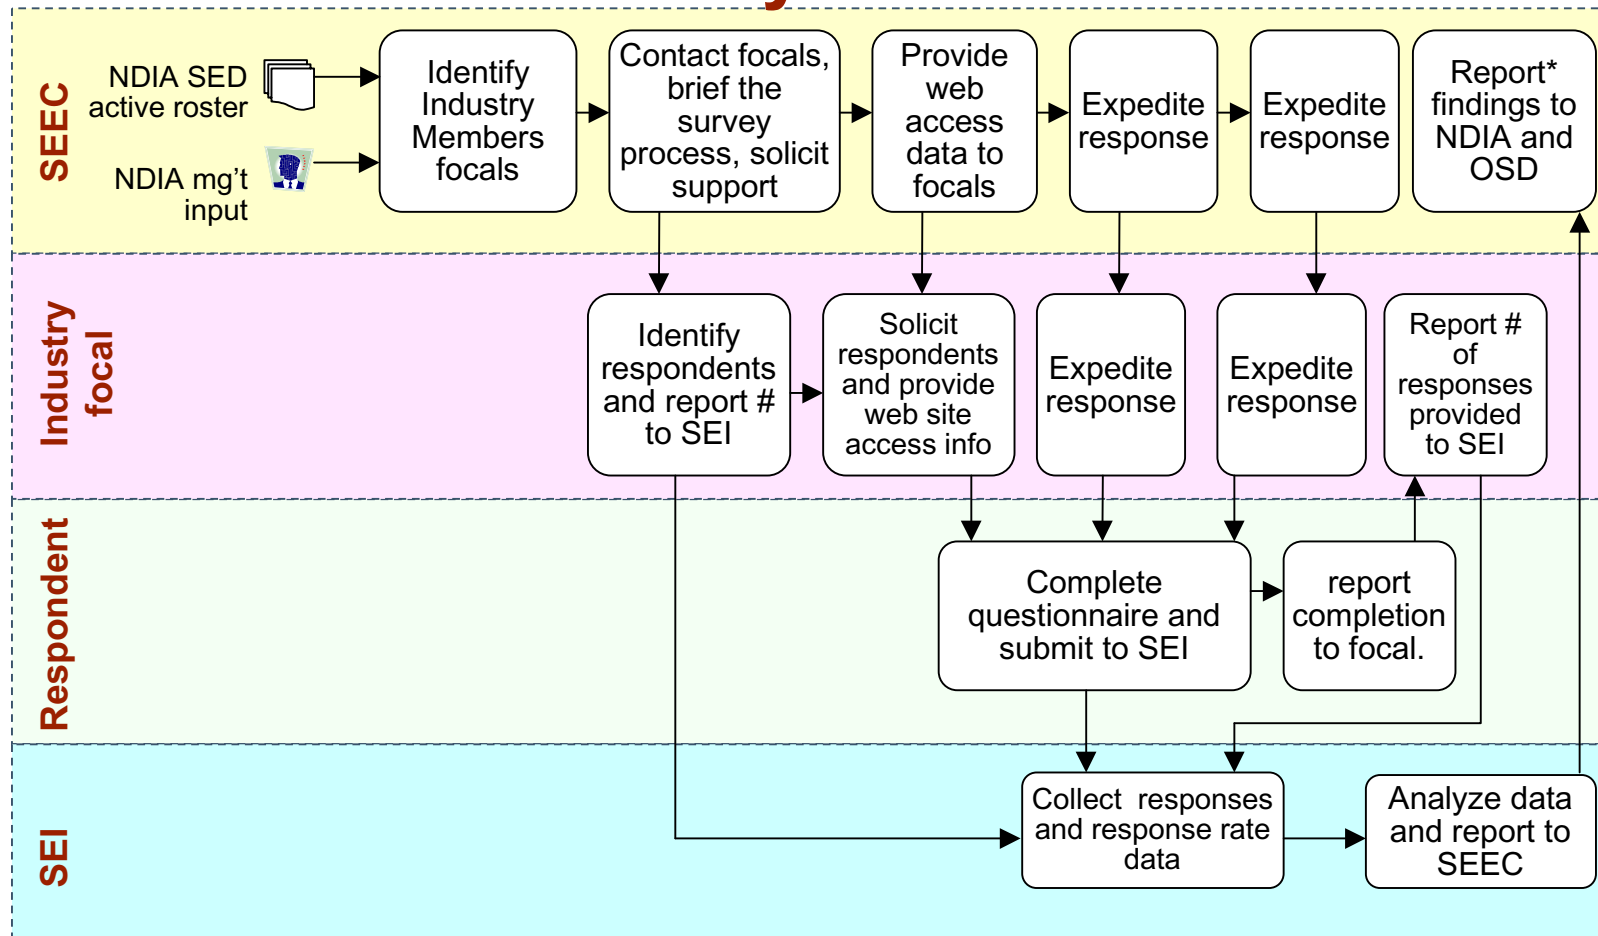 SEEC
NDIA SED
active roster
NDIA mg't
input
Identify
Industry
Members
focals
Contact focals,
brief the
survey
process, solicit
support
Provide
web
access
data to
focals
Expedite
response
Expedite
response
Report*
findings to
NDIA and
OSD
Industry
focal
Identify
respondents
and report #
to SEI
Solicit
respondents
and provide
web site
access info
Expedite
response
Expedite
response
Report #
of
responses
provided
to SEI
Respondent
Complete
questionnaire and
submit to SEI
report
completion
to focal.
SEI
Collect responses
and response rate
data
Analyze data
and report to
SEEC